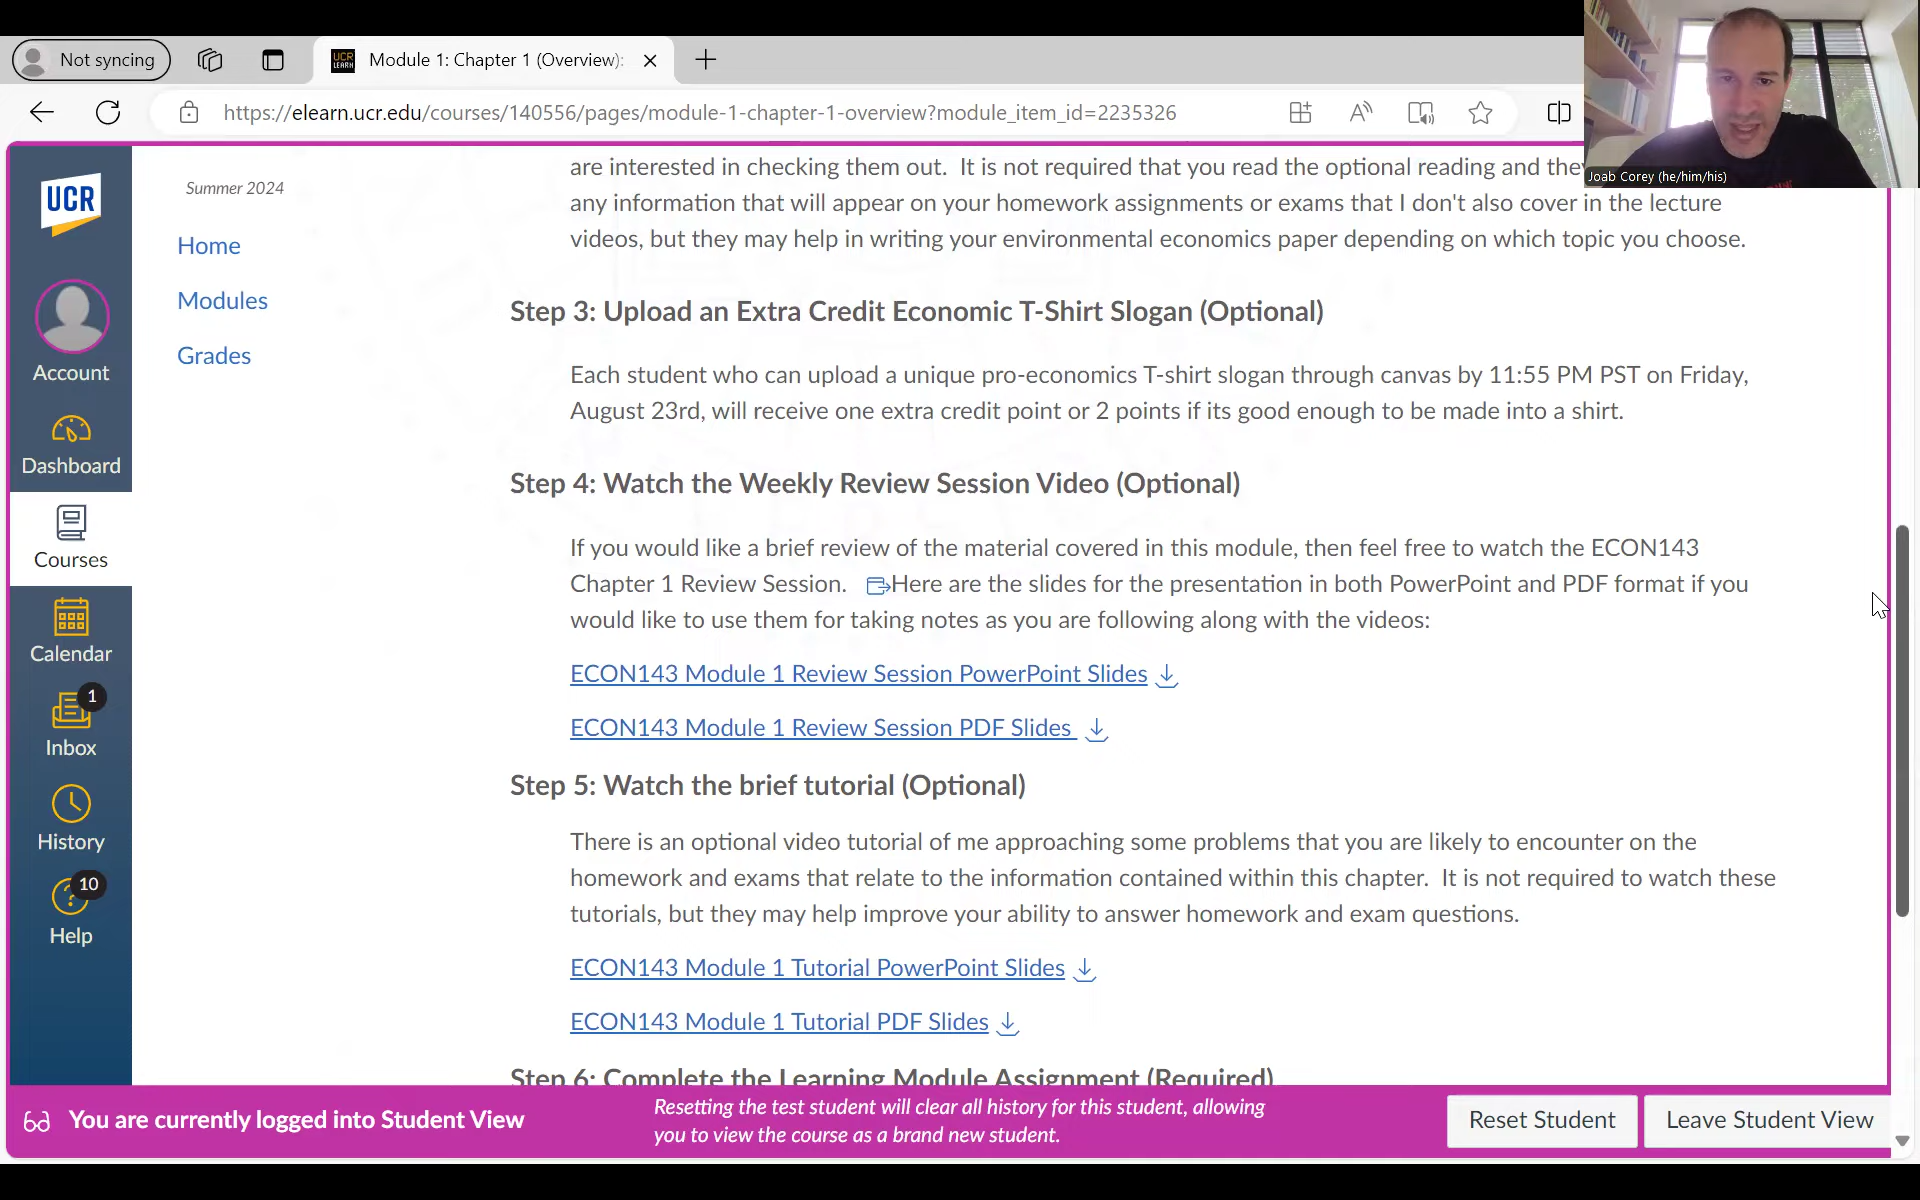 Not syncing
UCR LEARN
Module 1: Chapter 1 (Overview):
https://elearn.ucr.edu/courses/140556/pages/module-1-chapter-1-overview?module_item_id=2235326
Joab Corey (he/him/his)
UCR
Account
Dashboard
Courses
Calendar
1
Inbox
History
10
Help
Summer 2024
Home
Modules
Grades
are interested in checking them out. It is not required that you read the optional reading and
any information that will appear on your homework assignments or exams that I don't also cover in the lecture
videos, but they may help in writing your environmental economics paper depending on which topic you choose.
Step 3: Upload an Extra Credit Economic T-Shirt Slogan (Optional)
Each student who can upload a unique pro-economics T-shirt slogan through canvas by 11:55 PM PST on Friday,
August 23rd, will receive one extra credit point or 2 points if its good enough to be made into a shirt.
Step 4: Watch the Weekly Review Session Video (Optional)
If you would like a brief review of the material covered in this module, then feel free to watch the ECON143
Chapter 1 Review Session. Here are the slides for the presentation in both PowerPoint and PDF format if you
would like to use them for taking notes as you are following along with the videos:
ECON143 Module 1 Review Session PowerPoint Slides
ECON143 Module 1 Review Session PDF Slides
Step 5: Watch the brief tutorial (Optional)
There is an optional video tutorial of me approaching some problems that you are likely to encounter on the
homework and exams that relate to the information contained within this chapter. It is not required to watch these
tutorials, but they may help improve your ability to answer homework and exam questions.
ECON143 Module 1 Tutorial PowerPoint Slides
ECON143 Module 1 Tutorial PDF Slides
Step 6: Complete the Learning Module Assignment (Required)
You are currently logged into Student View
Resetting the test student will clear all history for this student, allowing
you to view the course as a brand new student.
Reset Student
Leave Student View